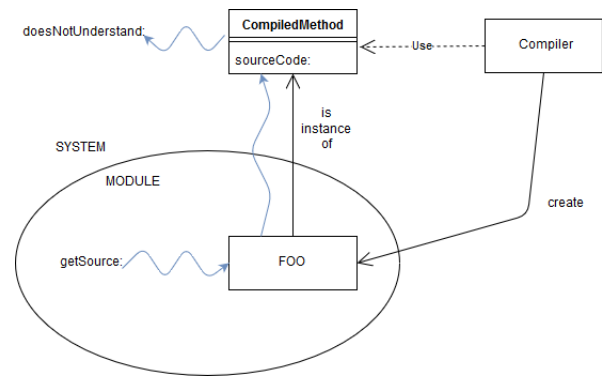 CompiledMethod
doesNotUnderstand:
Use
Compiler
sourceCode:
is
instance
of
SYSTEM
MODULE
create
getSource:
FOO